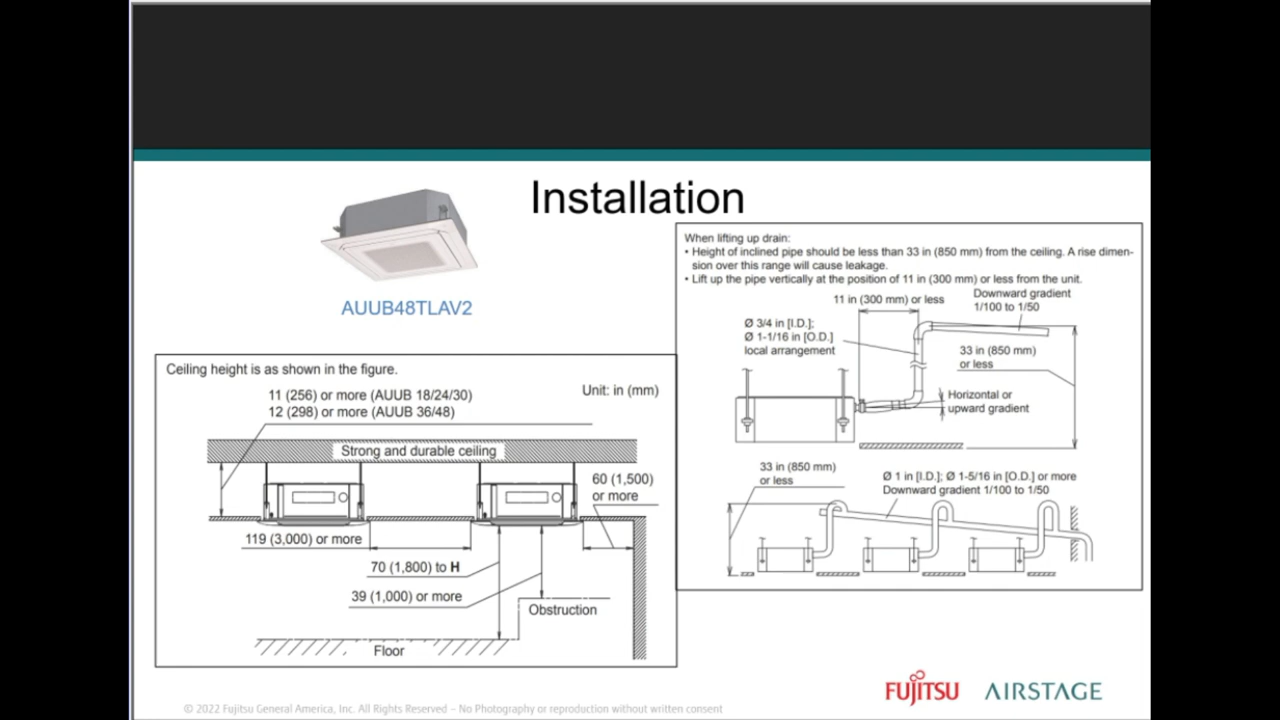 Installation
AUUB48TLAV2
Ceiling height is as shown in the figure.
11 (256) or more (AUUB 18/24/30)
12 (298) or more (AUUB 36/48)
Unit: in (mm)
Strong and durable ceiling
60 (1,500)
or more
119 (3,000) or more
70 (1,800) to H
39 (1,000) or more
Obstruction
Floor
When lifting up drain:
• Height of inclined pipe should be less than 33 in (850 mm) from the ceiling. A rise dimen-
sion over this range will cause leakage.
• Lift up the pipe vertically at the position of 11 in (300 mm) or less from the unit.
11 in (300 mm) or less
Downward gradient
1/100 to 1/50
Ø 3/4 in [I.D.];
Ø 1-1/16 in [O.D.]
local arrangement
33 in (850 mm)
or less
Horizontal or
upward gradient
33 in (850 mm)
or less
Ø 1 in [I.D.]; Ø 1-5/16 in [O.D.] or more
Downward gradient 1/100 to 1/50
FUJITSU AIRSTAGE
© 2022 Fujitsu General America, Inc. All Rights Reserved – No Photography or reproduction without written consent